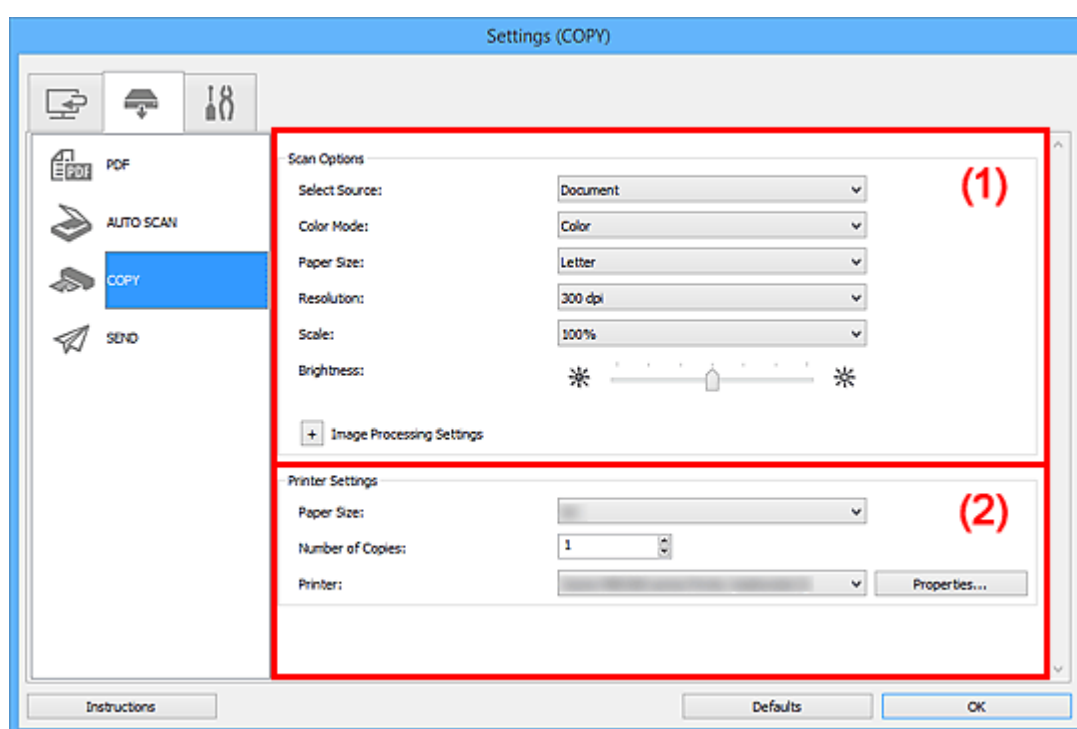 Settings (COPY)
PDF
PDF
AUTO SCAN
COPY
SEND
Scan Options
(1)
Select Source: Document
Color Mode: Color
Paper Size: Letter
Resolution: 300 dpi
Scale: 100%
Brightness:
+ Image Processing Settings
Printer Settings
(2)
Paper Size:
Number of Copies: 1
Printer: Properties...
Instructions Defaults OK